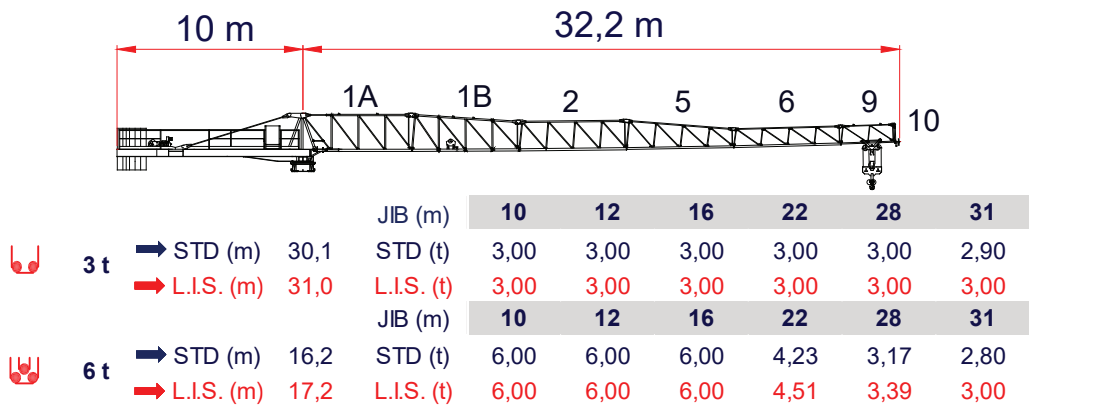 10 m 32,2 m
1A 1B 2 5 6 9 10
JIB (m) 10 12 16 22 28 31
3 t STD (m) 30,1 STD (t) 3,00 3,00 3,00 3,00 3,00 2,90
L.I.S. (m) 31,0 L.I.S. (t) 3,00 3,00 3,00 3,00 3,00 3,00
JIB (m) 10 12 16 22 28 31
6 t STD (m) 16,2 STD (t) 6,00 6,00 6,00 4,23 3,17 2,80
L.I.S. (m) 17,2 L.I.S. (t) 6,00 6,00 6,00 4,51 3,39 3,00